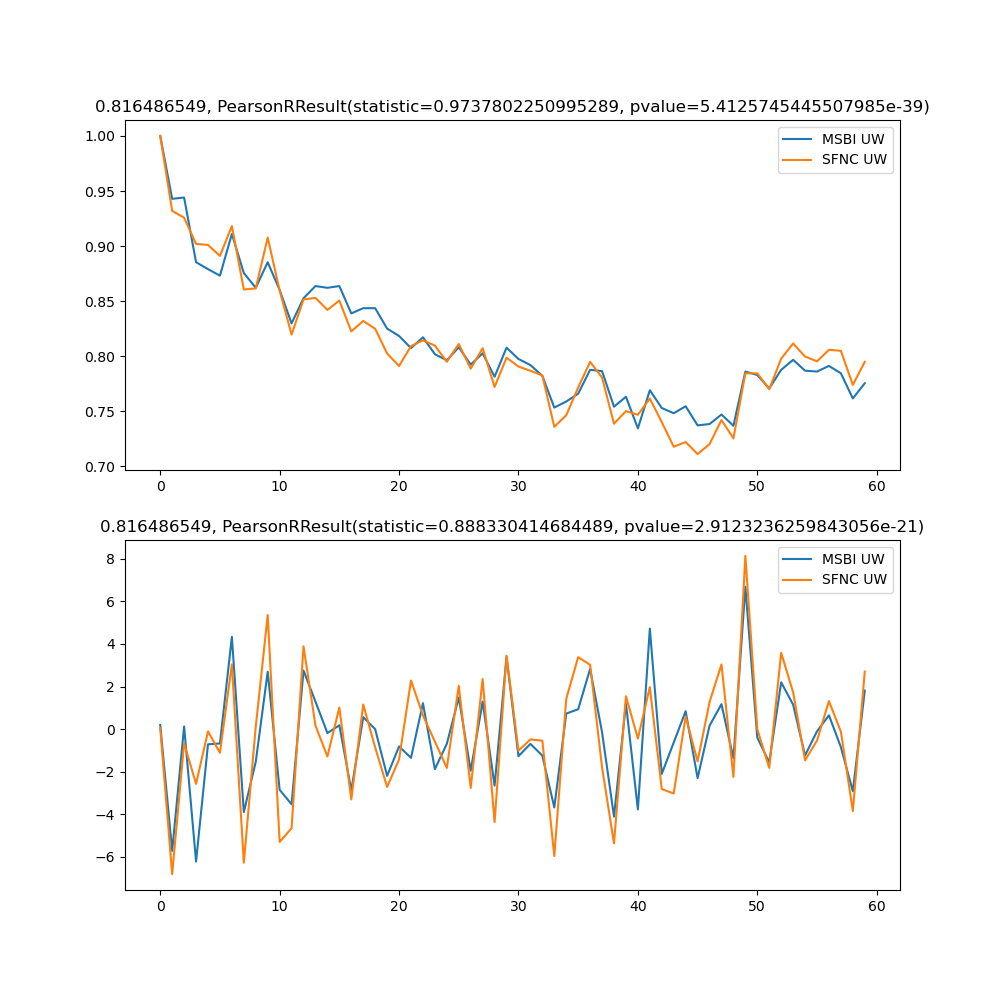 0.816486549, PearsonRResult(statistic=0.9737802250995289, pvalue=5.4125745445507985e-39)
MSBI UW
SFNC UW
1.00
0.95
0.90
0.85
0.80
0.75
0.70
0 10 20 30 40 50 60
0.816486549, PearsonRResult(statistic=0.888330414684489, pvalue=2.9123236259843056e-21)
MSBI UW
SFNC UW
8
6
4
2
0
−2
−4
−6
0 10 20 30 40 50 60